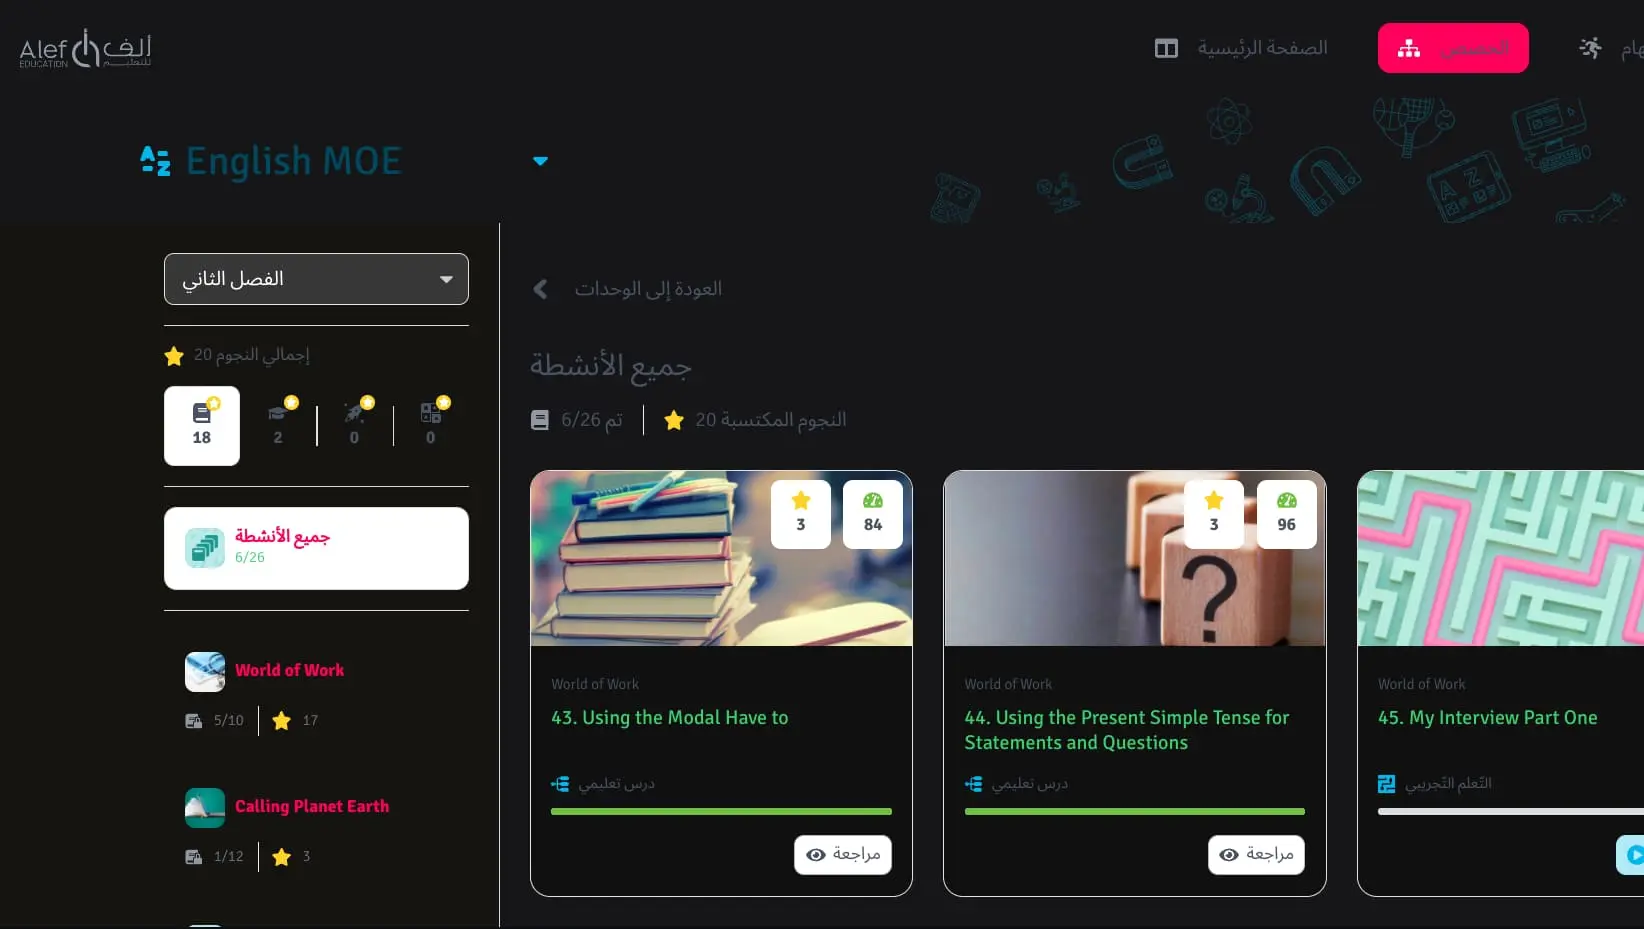 Alef ألف
EDUCATION للتعليم
الصفحة الرئيسية
الحصص
هام
English MOE
الفصل الثاني
إجمالي النجوم 20
18
2
0
0
جميع الأنشطة
6/26
World of Work
5/10
17
Calling Planet Earth
1/12
3
العودة إلى الوحدات
جميع الأنشطة
تم 6/26
النجوم المكتسبة 20
3
84
World of Work
43. Using the Modal Have to
درس تعليمي
مراجعة
3
96
?
World of Work
44. Using the Present Simple Tense for
Statements and Questions
درس تعليمي
مراجعة
World of Work
45. My Interview Part One
التّعلم التّجريبي